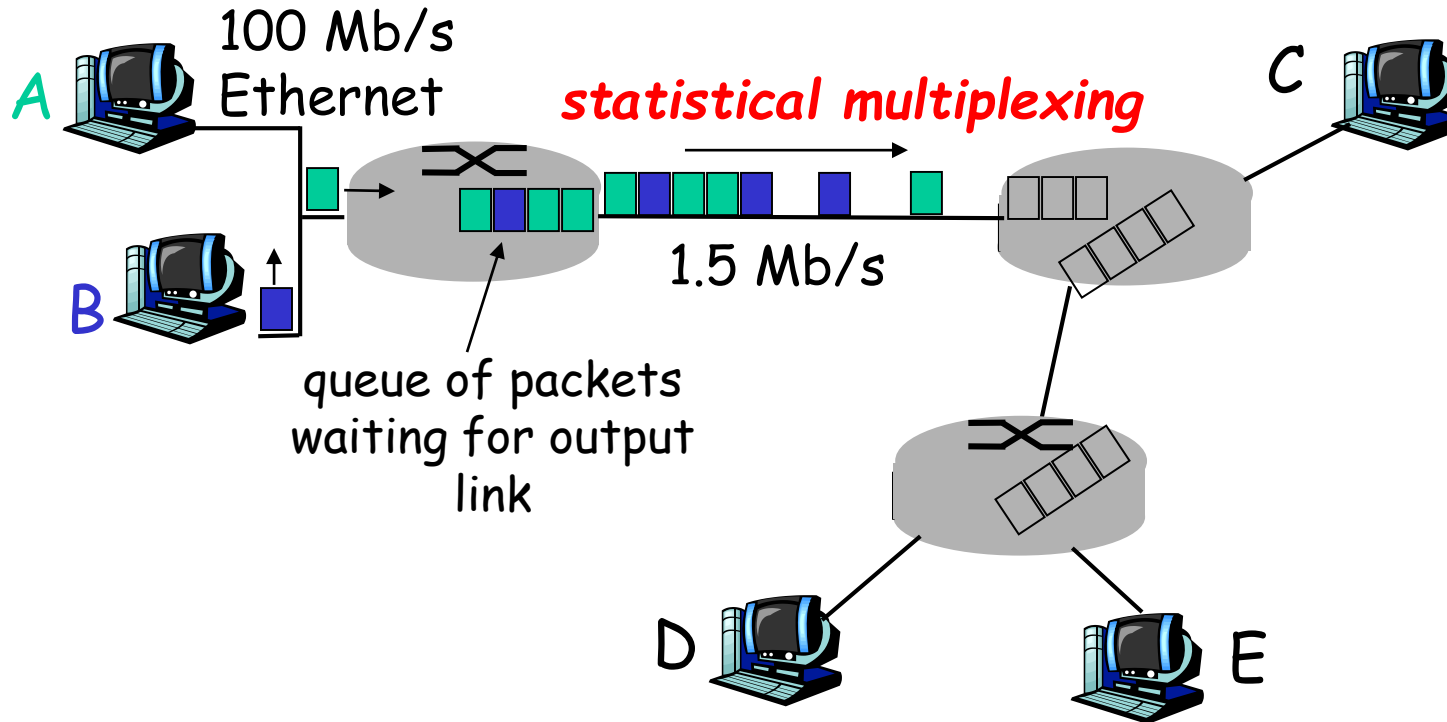 100 Mb/s
Ethernet
A
statistical multiplexing
C
B
1.5 Mb/s
queue of packets
waiting for output
link
D
E